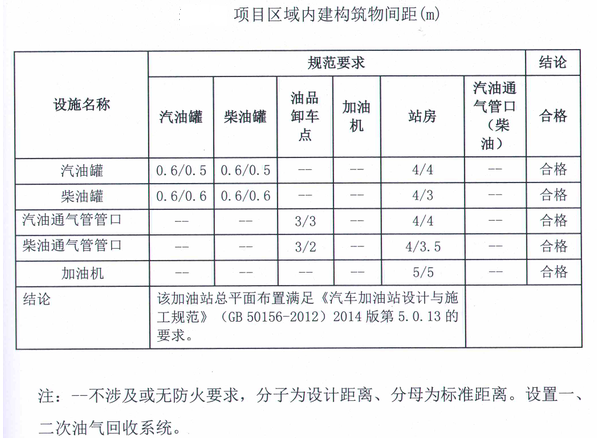 项目区域内建构筑物间距(m)
设施名称 规范要求 结论
汽油罐 柴油罐 油品卸车点 加油机 站房 汽油通气管口（柴油） 合格
汽油罐 0.6/0.5 0.6/0.5 -- -- 4/4 -- 合格
柴油罐 0.6/0.6 0.6/0.6 -- -- 4/3 -- 合格
汽油通气管管口 -- -- 3/3 -- 4/4 -- 合格
柴油通气管管口 -- -- 3/2 -- 4/3.5 -- 合格
加油机 -- -- -- -- 5/5 -- 合格
结论 该加油站总平面布置满足《汽车加油站设计与施
工规范》（GB 50156-2012）2014版第 5.0.13 的
要求。
注：--不涉及或无防火要求，分子为设计距离、分母为标准距离。设置一、
二次油气回收系统。